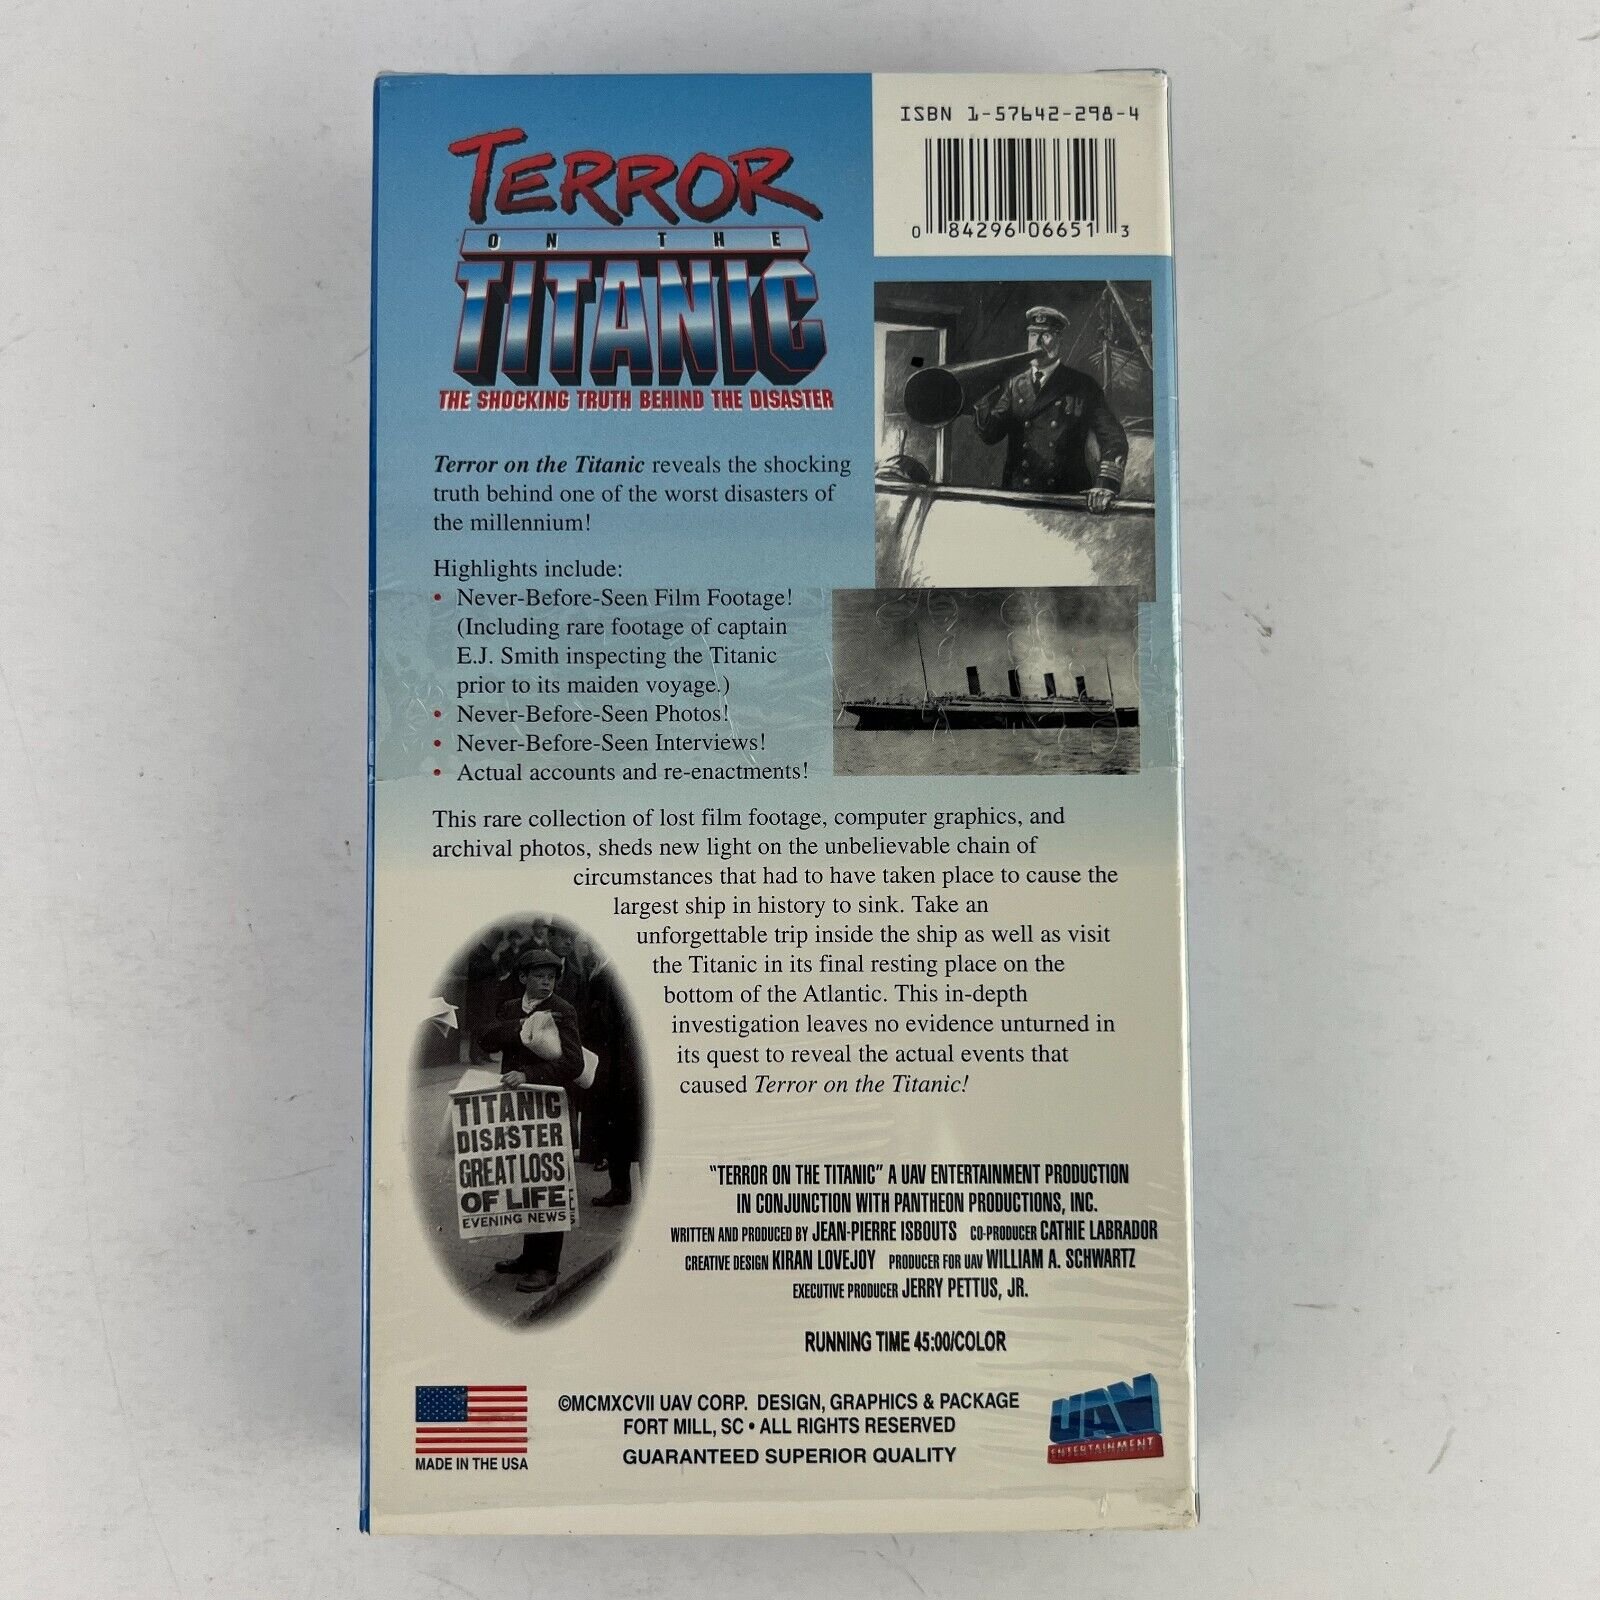 ISBN 1-57642-298-4
0 84296 06651 3
TERROR
ON THE
TITANIC
THE SHOCKING TRUTH BEHIND THE DISASTER
Terror on the Titanic reveals the shocking
truth behind one of the worst disasters of
the millennium!
Highlights include:
• Never-Before-Seen Film Footage!
(Including rare footage of captain
E.J. Smith inspecting the Titanic
prior to its maiden voyage.)
• Never-Before-Seen Photos!
• Never-Before-Seen Interviews!
• Actual accounts and re-enactments!
This rare collection of lost film footage, computer graphics, and
archival photos, sheds new light on the unbelievable chain of
circumstances that had to have taken place to cause the
largest ship in history to sink. Take an
unforgettable trip inside the ship as well as visit
the Titanic in its final resting place on the
bottom of the Atlantic. This in-depth
investigation leaves no evidence unturned in
its quest to reveal the actual events that
caused Terror on the Titanic!
TITANIC
DISASTER
GREAT LOSS
OF LIFE
EVENING NEWS
"TERROR ON THE TITANIC" A UAV ENTERTAINMENT PRODUCTION
IN CONJUNCTION WITH PANTHEON PRODUCTIONS, INC.
WRITTEN AND PRODUCED BY JEAN-PIERRE ISBOUTS CO-PRODUCER CATHIE LABRADOR
CREATIVE DESIGN KIRAN LOVEJOY PRODUCER FOR UAV WILLIAM A. SCHWARTZ
EXECUTIVE PRODUCER JERRY PETTUS, JR.
RUNNING TIME 45:00/COLOR
MADE IN THE USA
©MCMXCVII UAV CORP. DESIGN, GRAPHICS & PACKAGE
FORT MILL, SC • ALL RIGHTS RESERVED
GUARANTEED SUPERIOR QUALITY
UAV
ENTERTAINMENT